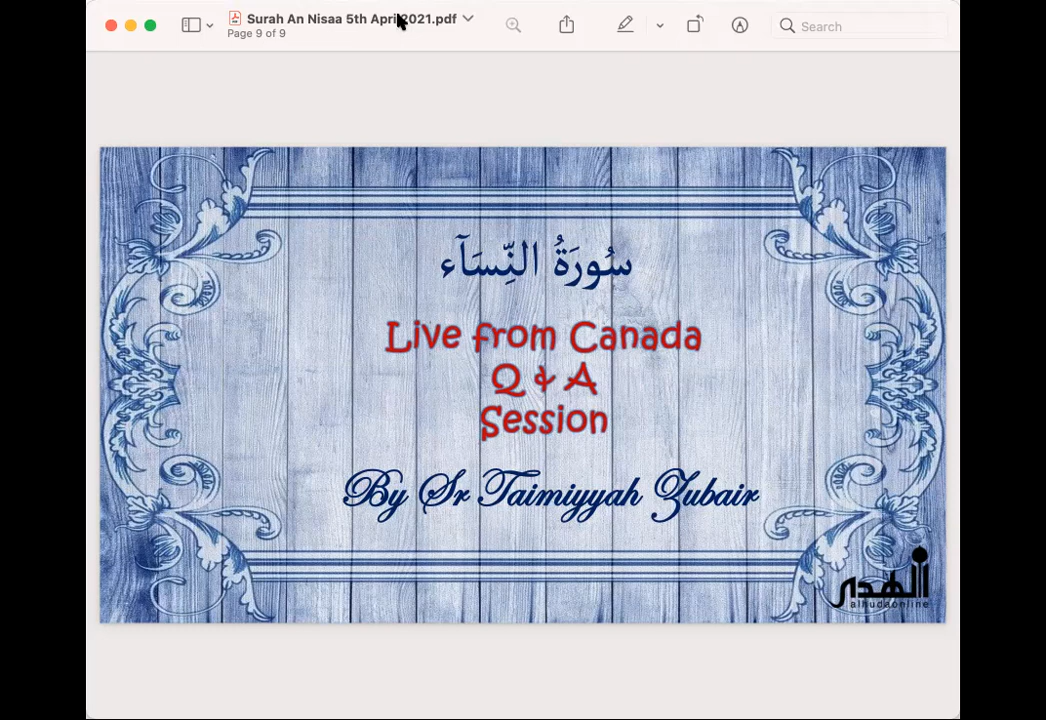 Surah An Nisaa 5th April 2021.pdf
Page 9 of 9
Search
سُورَةُ النِّسَآء
Live from Canada
Q & A
Session
By Sr Taimiyyah Zubair
الهدى
alhudaonline